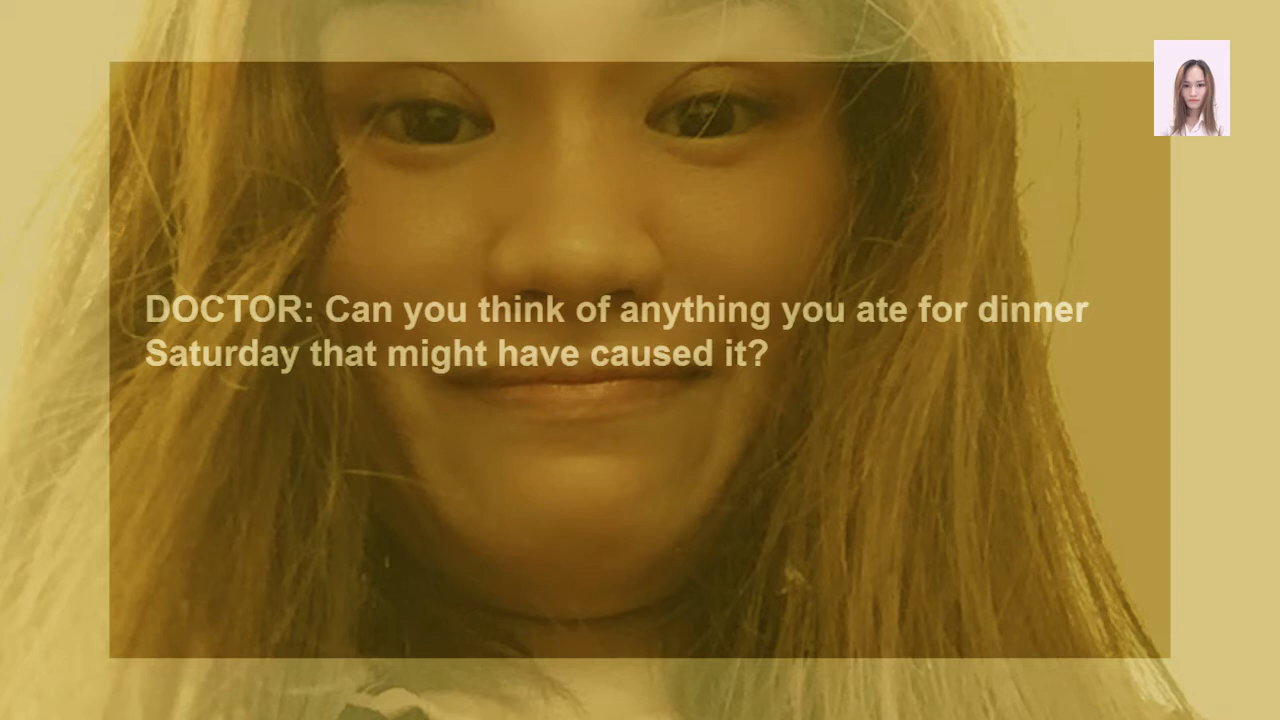 DOCTOR: Can you think of anything you ate for dinner
Saturday that might have caused it?